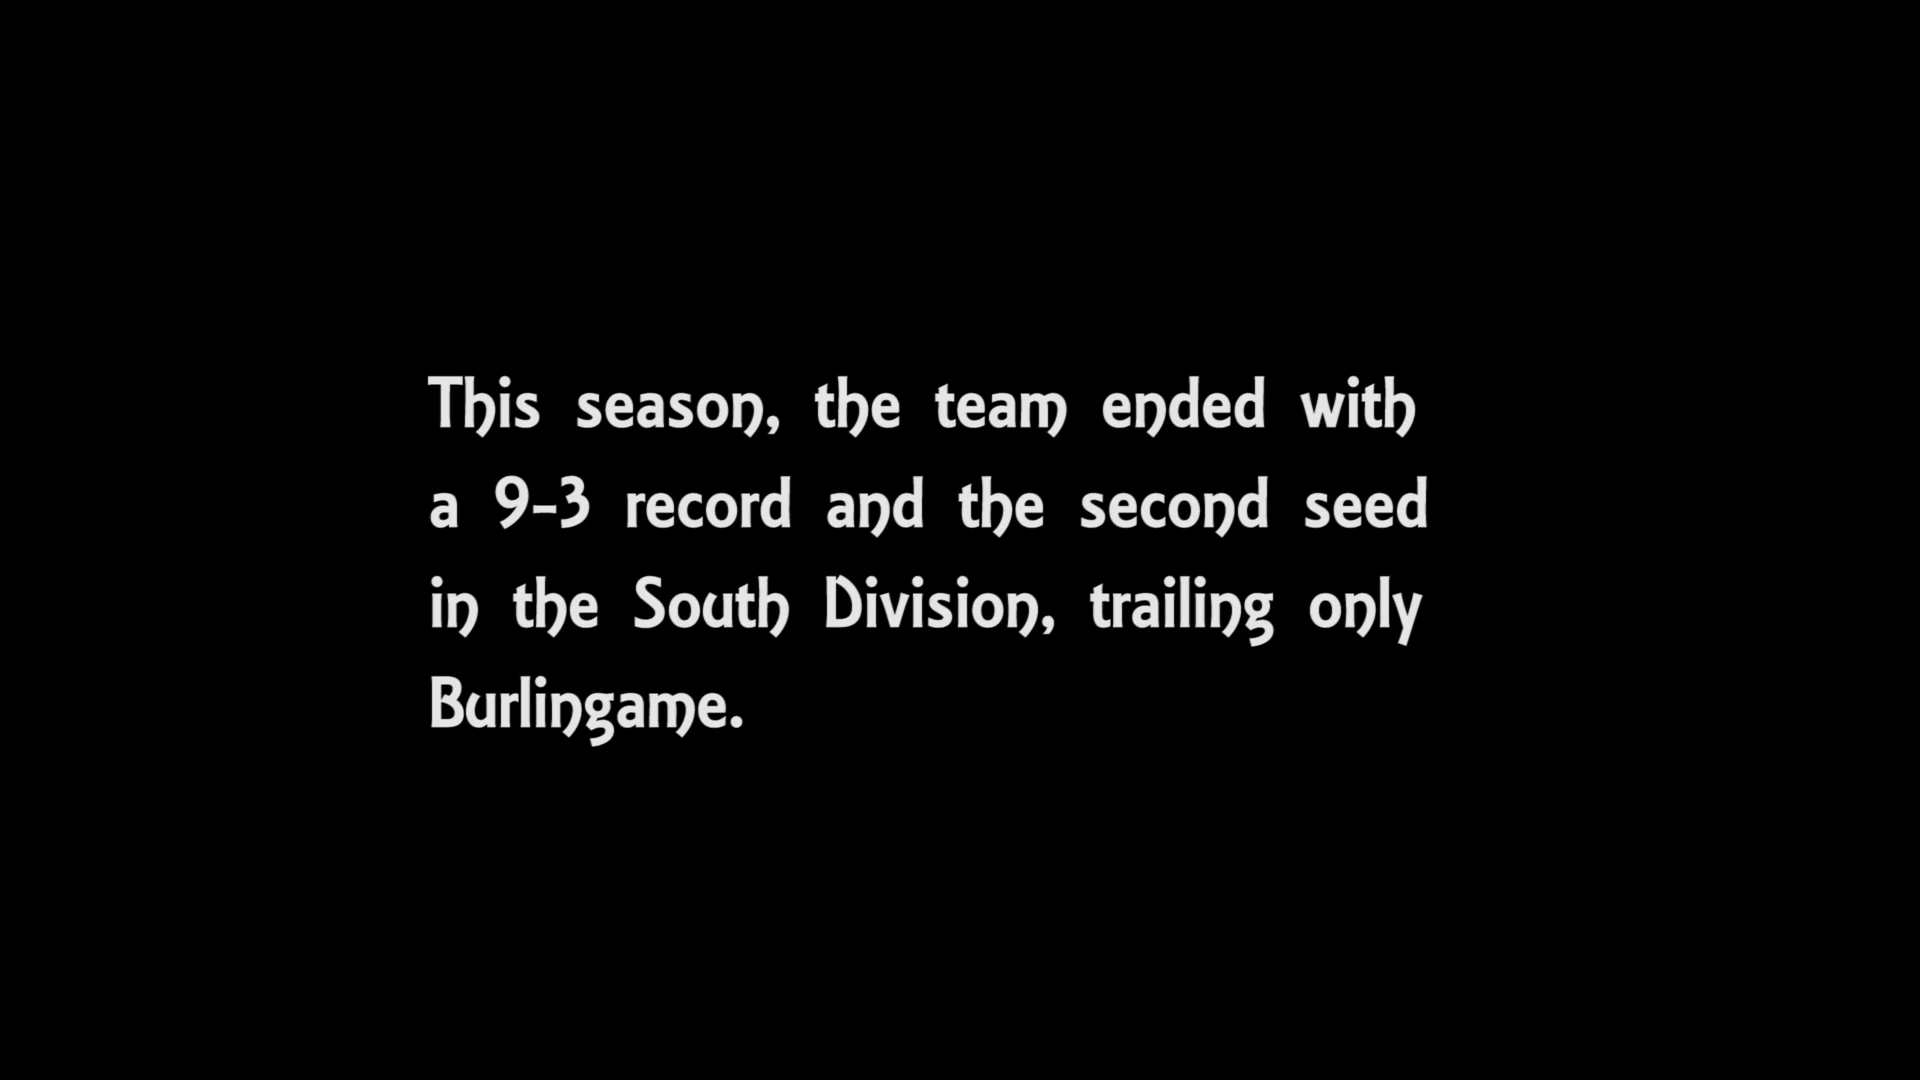 This season, the team ended with
a 9-3 record and the second seed
in the South Division, trailing only
Burlingame.